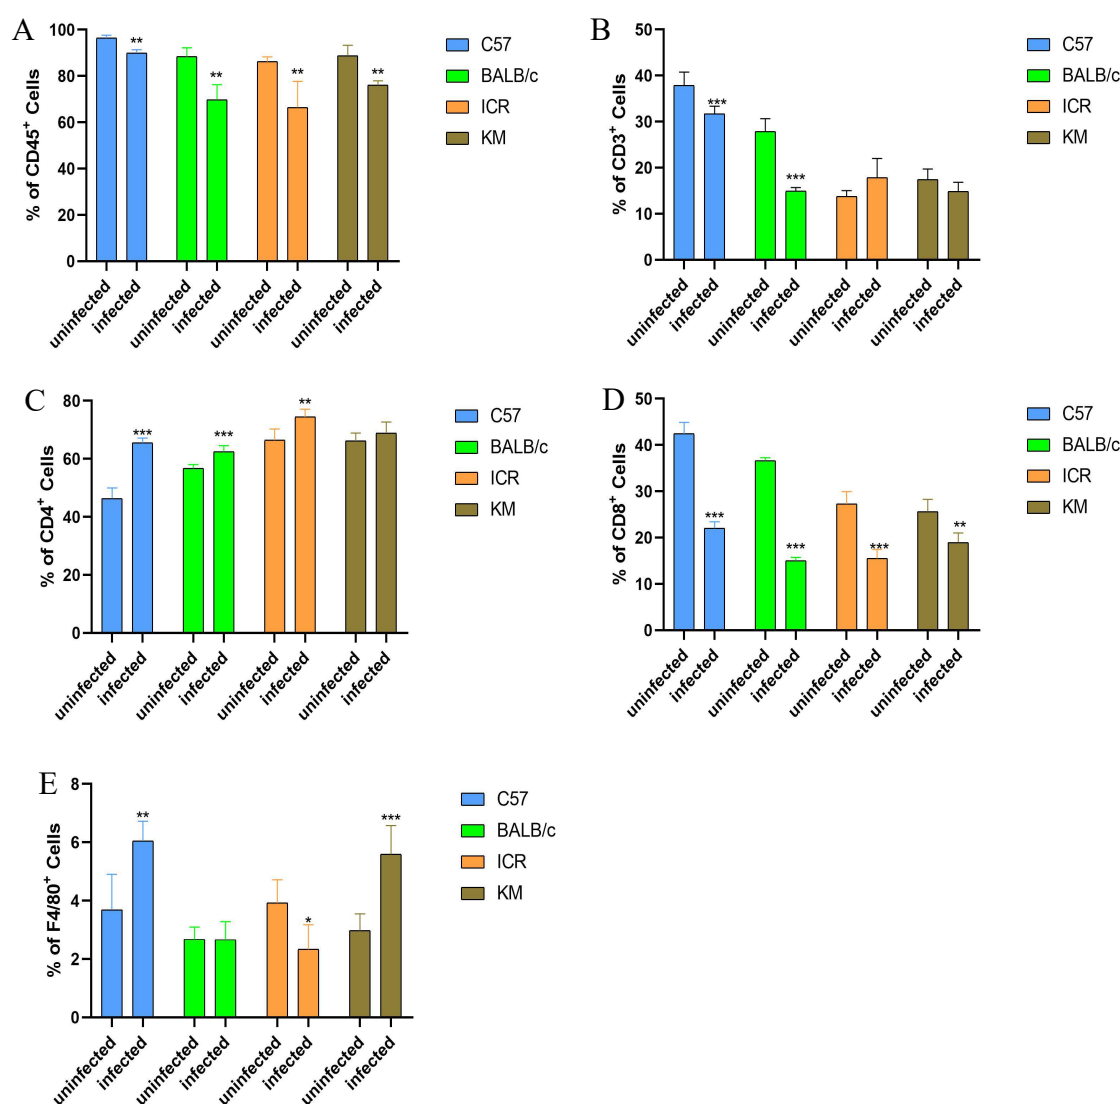 A
% of CD45+ Cells
100
80
60
40
20
0
**
**
**
**
uninfected
infected
uninfected
infected
uninfected
infected
uninfected
infected
C57
BALB/c
ICR
KM
B
% of CD3+ Cells
50
40
30
20
10
0
***
***
uninfected
infected
uninfected
infected
uninfected
infected
uninfected
infected
C57
BALB/c
ICR
KM
C
% of CD4+ Cells
80
60
40
20
0
***
***
**
uninfected
infected
uninfected
infected
uninfected
infected
uninfected
infected
C57
BALB/c
ICR
KM
D
% of CD8+ Cells
50
40
30
20
10
0
***
***
***
**
uninfected
infected
uninfected
infected
uninfected
infected
uninfected
infected
C57
BALB/c
ICR
KM
E
% of F4/80+ Cells
8
6
4
2
0
**
*
***
uninfected
infected
uninfected
infected
uninfected
infected
uninfected
infected
C57
BALB/c
ICR
KM